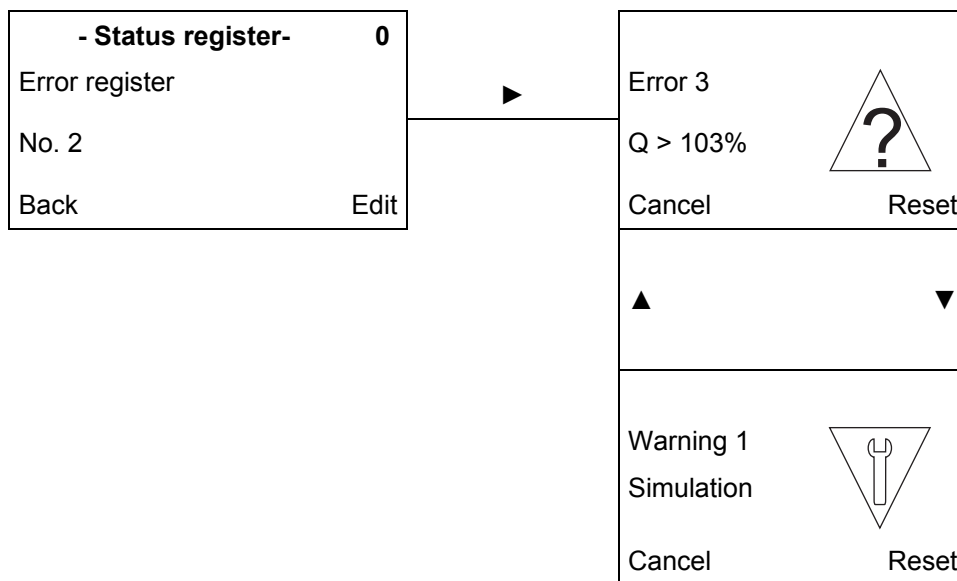 - Status register- 0
Error register
No. 2
Back Edit
►
Error 3
Q > 103%
?
Cancel Reset
▲ ▼
Warning 1
Simulation
Cancel Reset